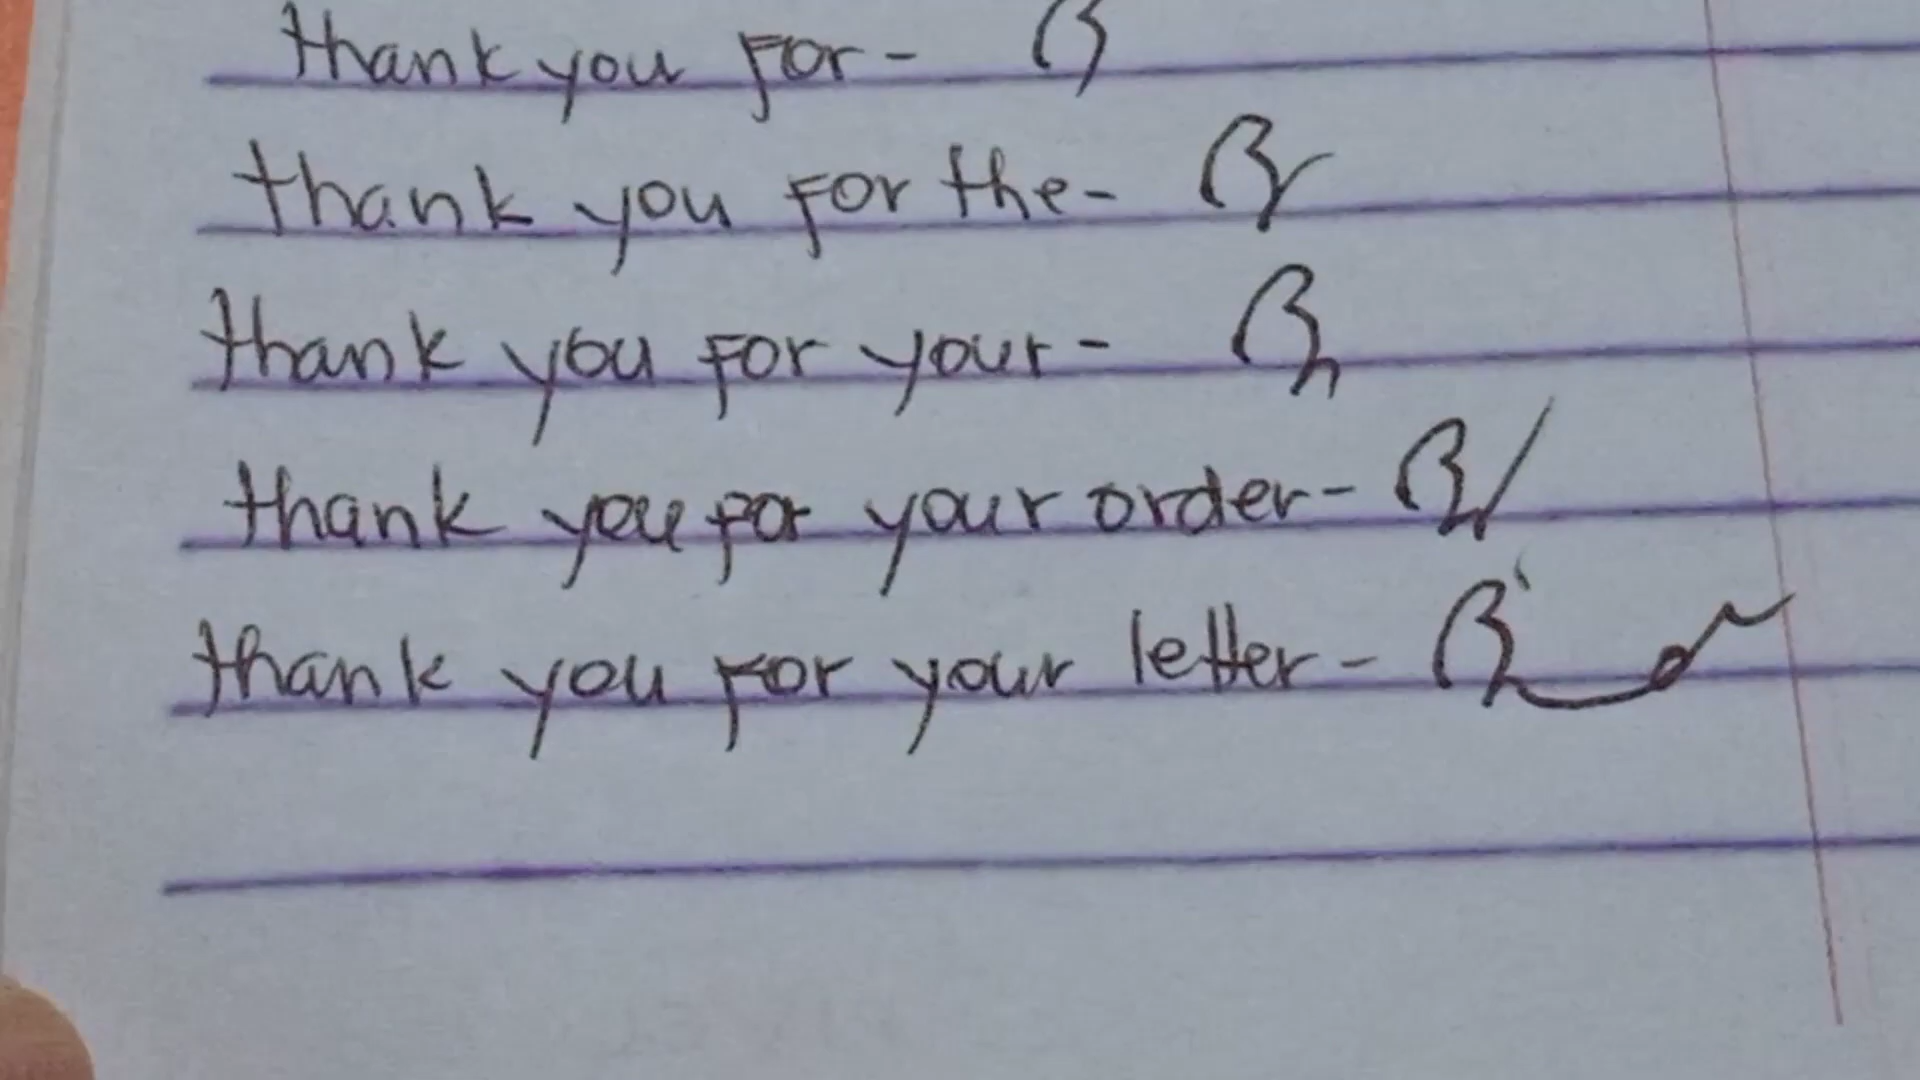 thank you for-
thank you for the-
thank you for your-
thank you for your order-
thank you for your letter-